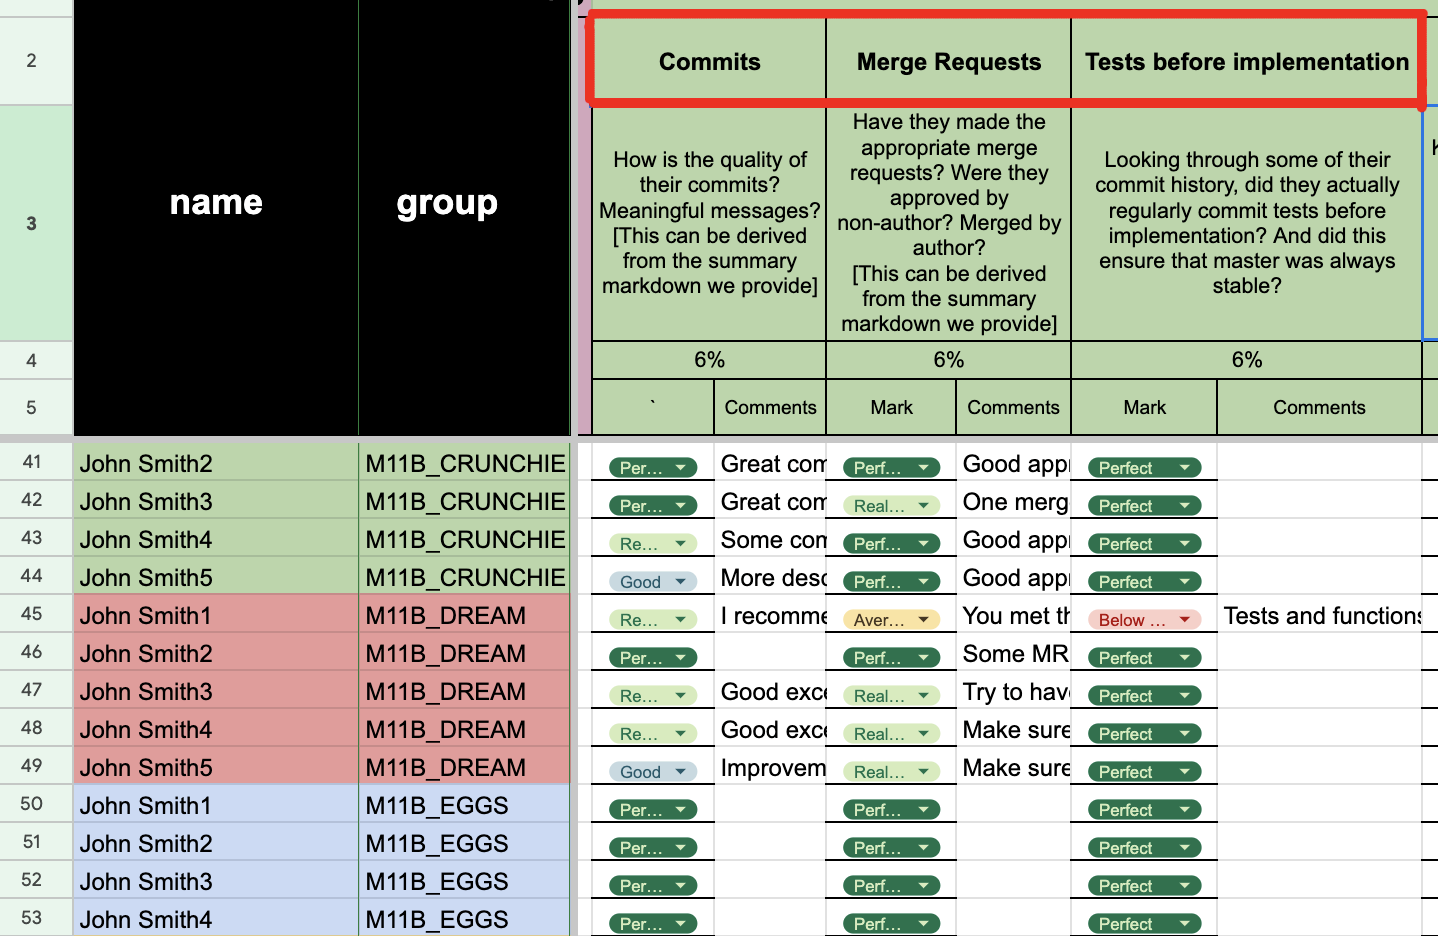 2
Commits Merge Requests Tests before implementation
3
name group
How is the quality of
their commits?
Meaningful messages?
[This can be derived
from the summary
markdown we provide]
Have they made the
appropriate merge
requests? Were they
approved by
non-author? Merged by
author?
[This can be derived
from the summary
markdown we provide]
Looking through some of their
commit history, did they actually
regularly commit tests before
implementation? And did this
ensure that master was always
stable?
4 6% 6% 6%
5 ` Comments Mark Comments Mark Comments
41 John Smith2 M11B_CRUNCHIE Per... Great com Perf... Good app Perfect
42 John Smith3 M11B_CRUNCHIE Per... Great com Real... One merg Perfect
43 John Smith4 M11B_CRUNCHIE Re... Some com Perf... Good app Perfect
44 John Smith5 M11B_CRUNCHIE Good More desc Perf... Good app Perfect
45 John Smith1 M11B_DREAM Re... I recomme Aver... You met th Below ... Tests and functions
46 John Smith2 M11B_DREAM Per... Perf... Some MR Perfect
47 John Smith3 M11B_DREAM Re... Good exce Real... Try to hav Perfect
48 John Smith4 M11B_DREAM Re... Good exce Real... Make sure Perfect
49 John Smith5 M11B_DREAM Good Improvem Real... Make sure Perfect
50 John Smith1 M11B_EGGS Per... Perf... Perfect
51 John Smith2 M11B_EGGS Per... Perf... Perfect
52 John Smith3 M11B_EGGS Per... Perf... Perfect
53 John Smith4 M11B_EGGS Per... Perf... Perfect